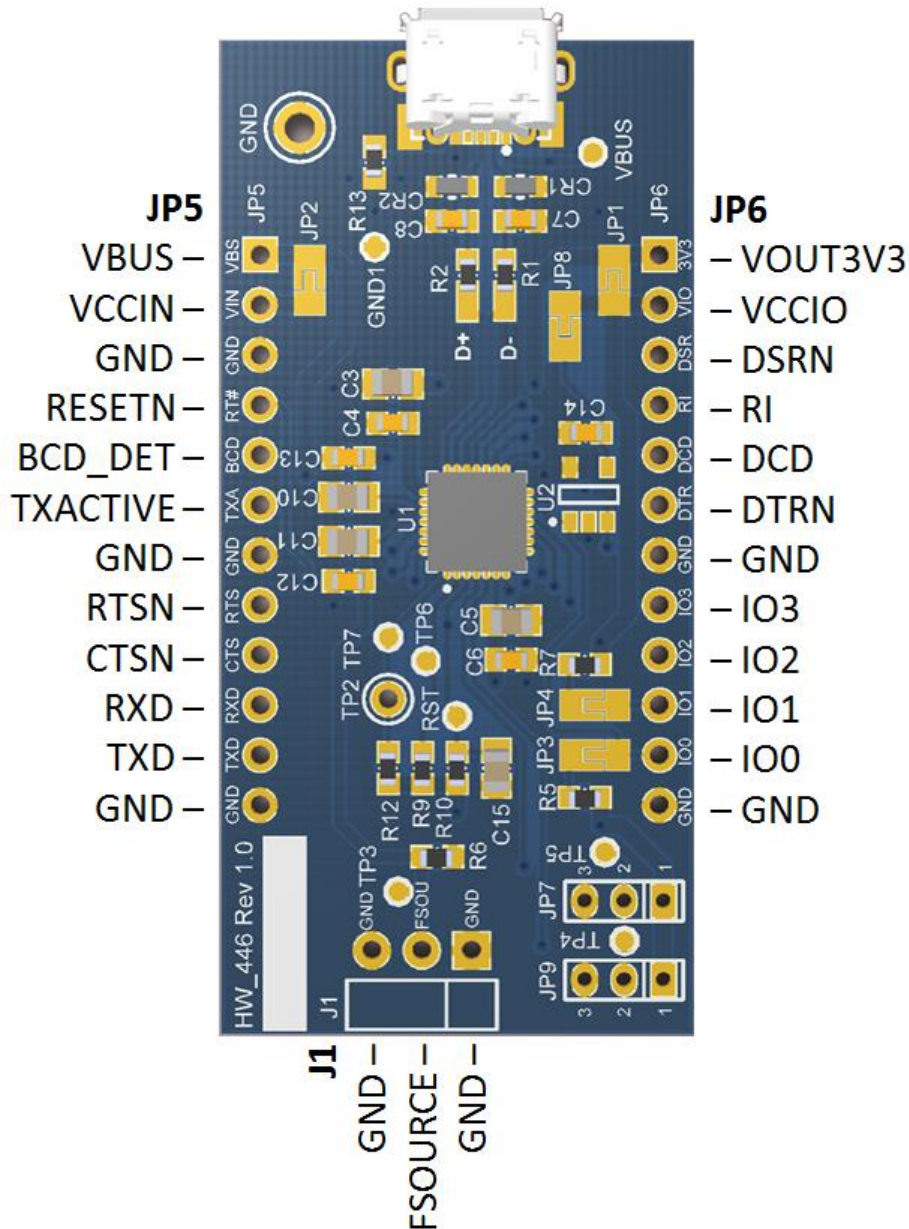 GND
VBUS
R13
CR2
CR1
C8
C7
JP5
JP5
JP2
JP1
JP6
JP6
VBUS –
VBS
GND1
R2
R1
JP8
3V3
– VOUT3V3
VCCIN –
VIN
VIO
– VCCIO
GND –
GND
D+
D-
DSR
– DSRN
RESETN –
RT#
C3
RI
– RI
BCD_DET –
BCD
C4
C13
C14
DCD
– DCD
TXACTIVE –
TXA
C10
U1
U2
DTR
– DTRN
GND –
GND
C11
GND
– GND
RTSN –
RTS
C12
C5
IO3
– IO3
CTSN –
CTS
TP7
TP6
C6
R7
IO2
– IO2
RXD –
RXD
TP2
RST
JP4
IO1
– IO1
TXD –
TXD
JP3
IO0
– IO0
GND –
GND
R12
R9
R10
C15
R5
GND
– GND
HW_446 Rev 1.0
TP3
R6
TP5
GND
FSOU
GND
JP7
3
2
1
TP4
J1
JP9
3
2
1
J1
GND –
FSOURCE –
GND –